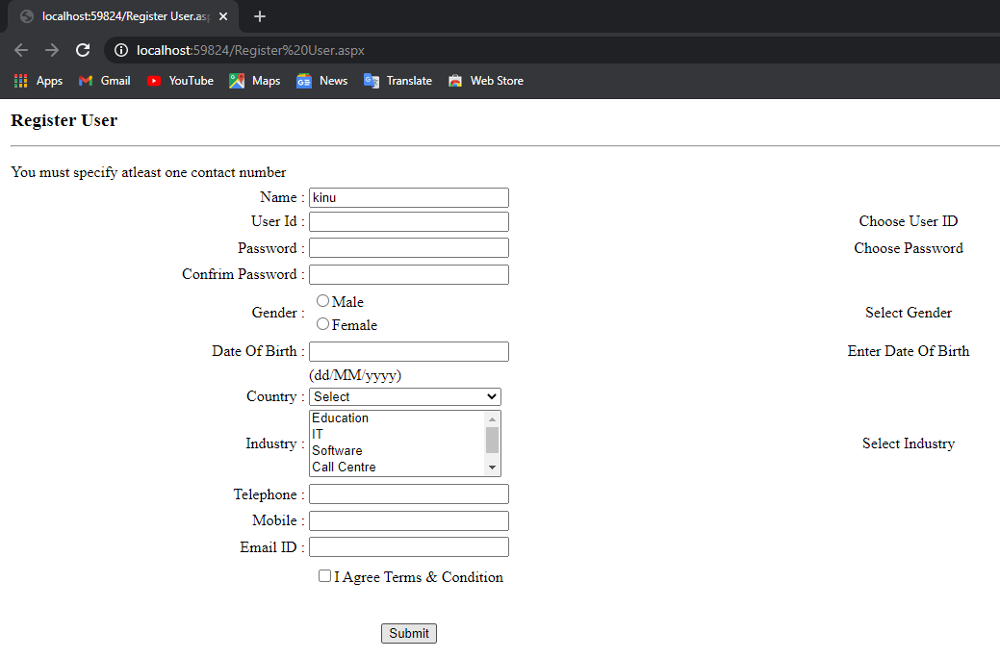 localhost:59824/Register User.asp
localhost:59824/Register%20User.aspx
Apps Gmail YouTube Maps News Translate Web Store
Register User
You must specify atleast one contact number
Name : kinu
User Id : Choose User ID
Password : Choose Password
Confrim Password :
Male
Gender : Select Gender
Female
Date Of Birth : Enter Date Of Birth
(dd/MM/yyyy)
Country : Select
Education
IT
Industry : Select Industry
Software
Call Centre
Telephone :
Mobile :
Email ID :
I Agree Terms & Condition
Submit